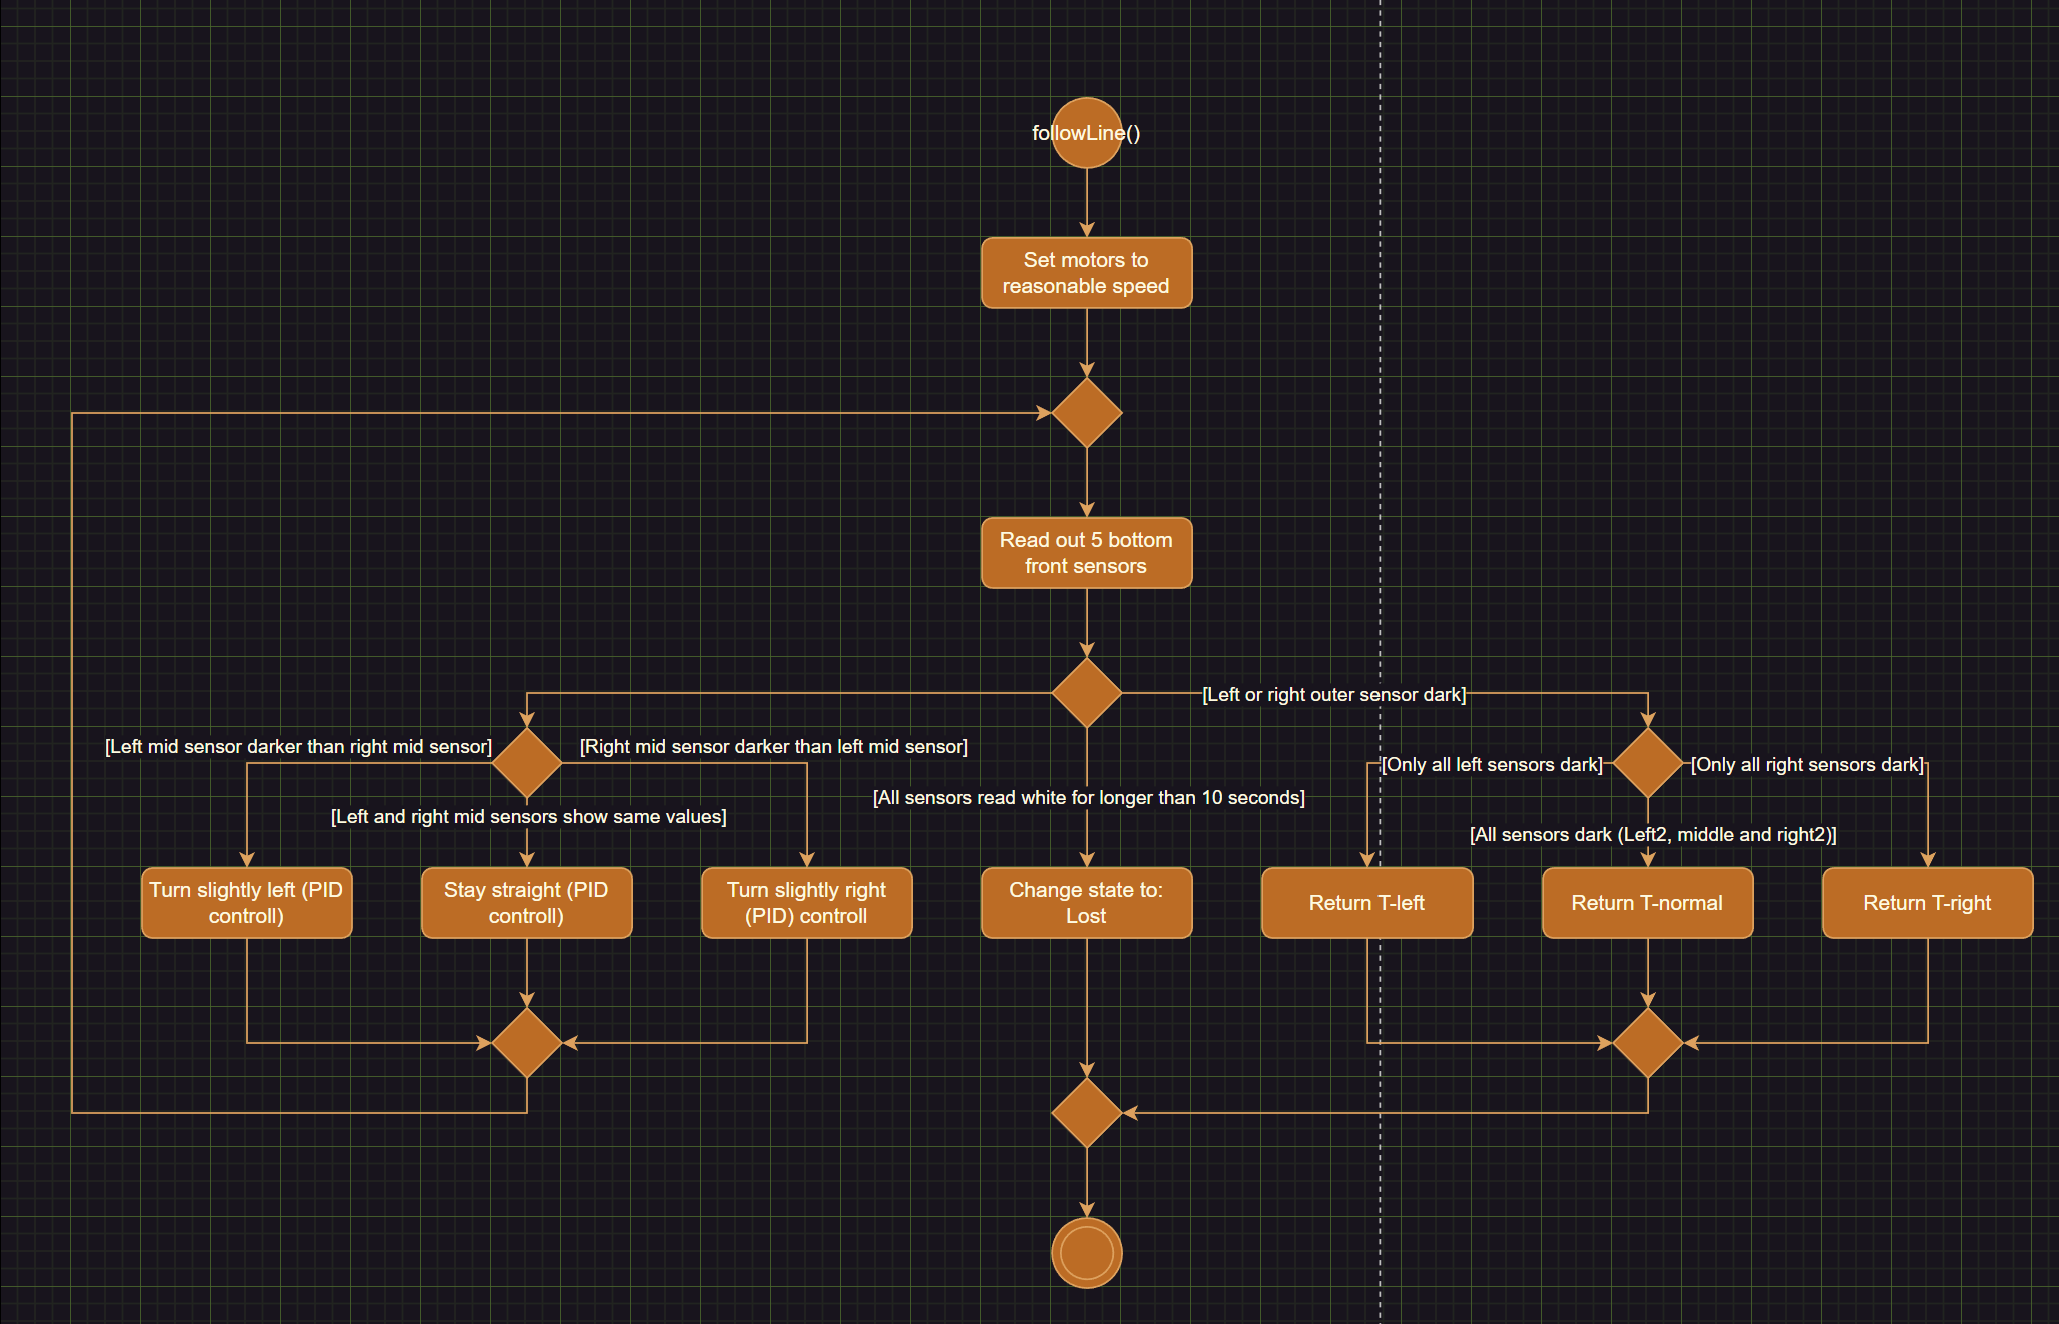 followLine()
Set motors to
reasonable speed
Read out 5 bottom
front sensors
[Left or right outer sensor dark]
[Left mid sensor darker than right mid sensor]
[Right mid sensor darker than left mid sensor]
[Only all left sensors dark]
[Only all right sensors dark]
[All sensors read white for longer than 10 seconds]
[Left and right mid sensors show same values]
[All sensors dark (Left2, middle and right2)]
Turn slightly left (PID
controll)
Stay straight (PID
controll)
Turn slightly right
(PID) controll
Change state to:
Lost
Return T-left
Return T-normal
Return T-right